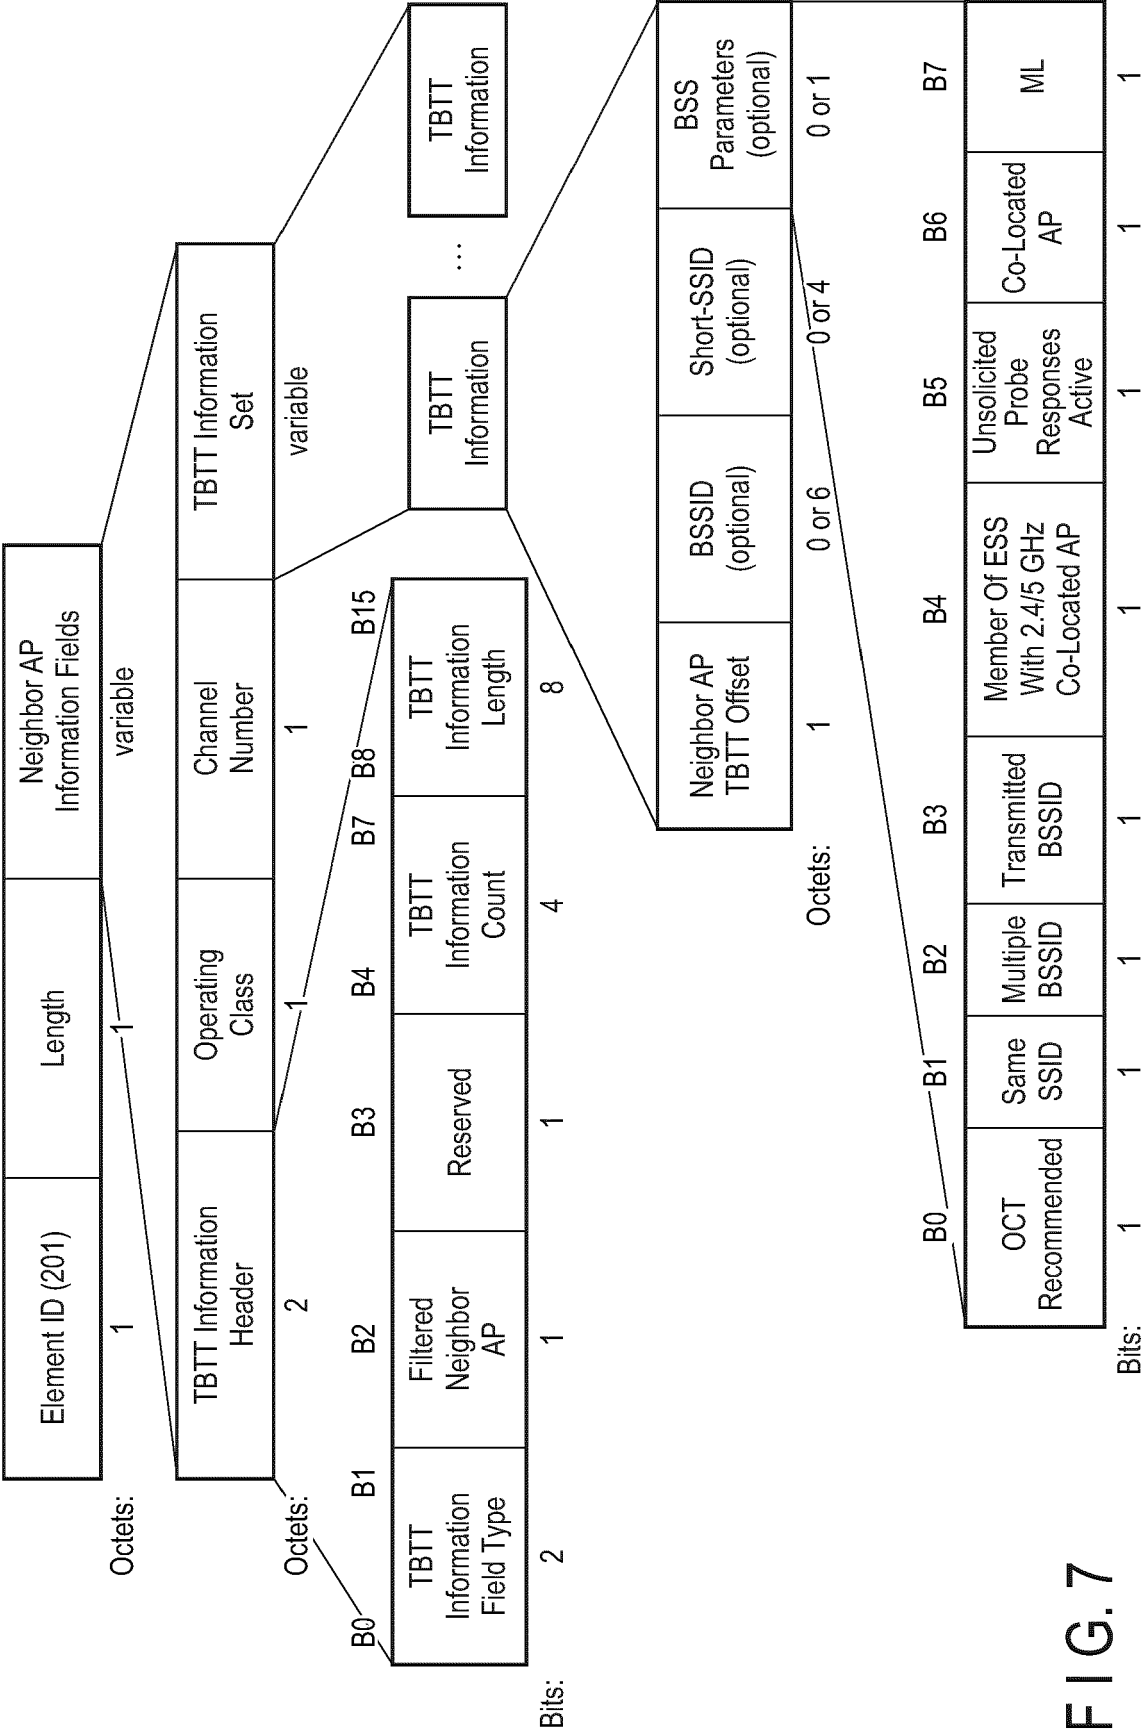 Element ID (201)
Length
Neighbor AP
Information Fields
Octets:
1
1
variable
TBTT Information
Header
Operating
Class
Channel
Number
TBTT Information
Set
Octets:
2
1
1
variable
B0
B1
B2
B3
B4
B7
B8
B15
TBTT
Information
Field Type
Filtered
Neighbor
AP
Reserved
TBTT
Information
Count
TBTT
Information
Length
Bits:
2
1
1
4
8
TBTT
Information
...
TBTT
Information
Neighbor AP
TBTT Offset
BSSID
(optional)
Short-SSID
(optional)
BSS
Parameters
(optional)
Octets:
1
0 or 6
0 or 4
0 or 1
B0
B1
B2
B3
B4
B5
B6
B7
OCT
Recommended
Same
SSID
Multiple
BSSID
Transmitted
BSSID
Member Of ESS
With 2.4/5 GHz
Co-Located AP
Unsolicited
Probe
Responses
Active
Co-Located
AP
ML
Bits:
1
1
1
1
1
1
1
1
FIG. 7